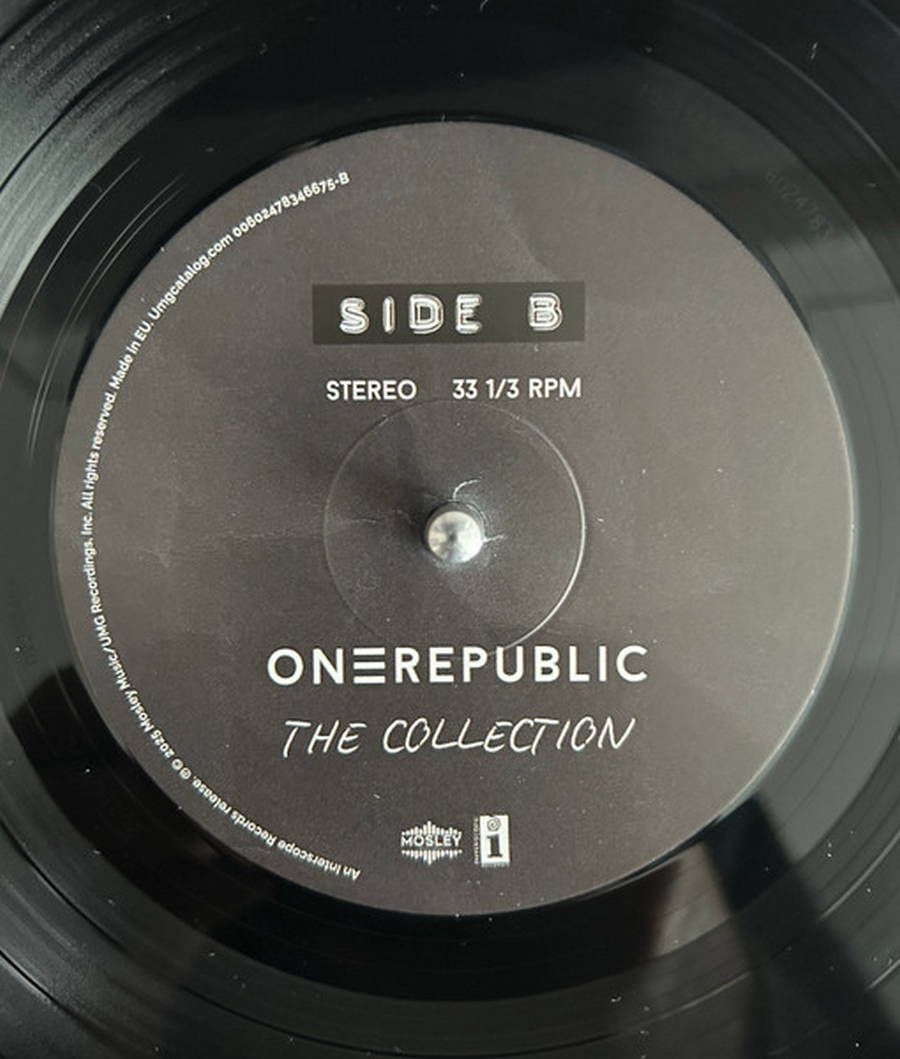 SIDE B
STEREO 33 1/3 RPM
ONEREPUBLIC
THE COLLECTION
MOSLEY
i
An Interscope Records release. ℗ © 2025 Mosley Music/UMG Recordings, Inc. All rights reserved. Made in EU. Umgcatalog.com 00602478346675-B